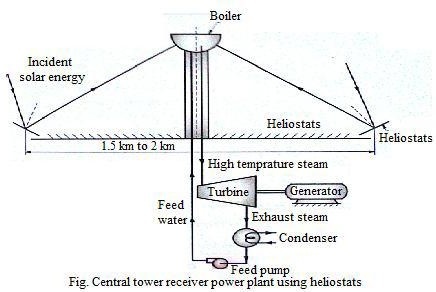 Boiler
Incident
solar energy
Heliostats
Heliostats
1.5 km to 2 km
High temprature steam
Turbine
Generator
Feed
water
Exhaust steam
Condenser
Feed pump
Fig. Central tower receiver power plant using heliostats